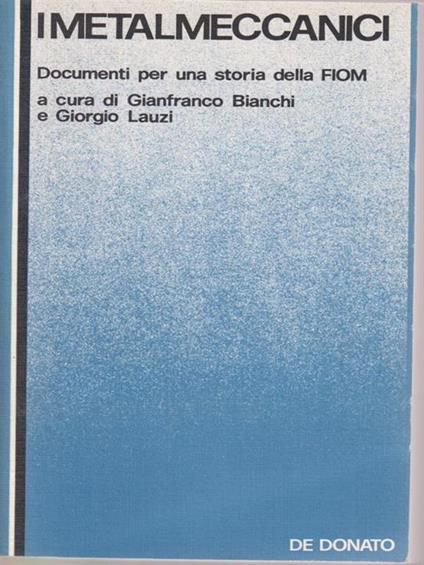 I METALMECCANICI
Documenti per una storia della FIOM
a cura di Gianfranco Bianchi
e Giorgio Lauzi
DE DONATO